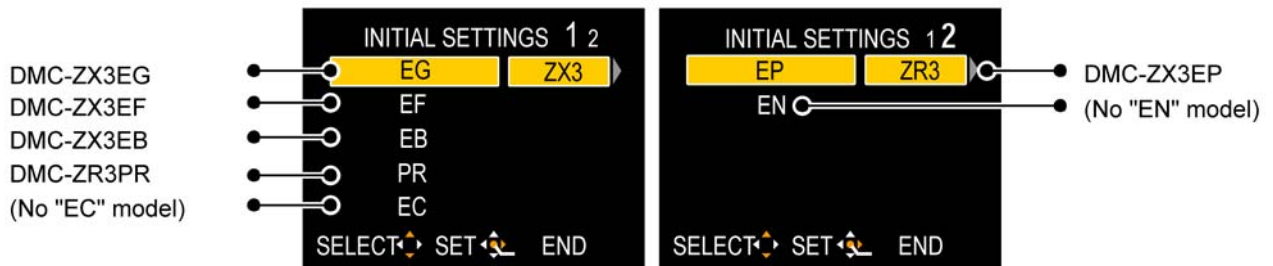 DMC-ZX3EG
DMC-ZX3EF
DMC-ZX3EB
DMC-ZR3PR
(No "EC" model)
INITIAL SETTINGS 1 2
EG ZX3
EF
EB
PR
EC
SELECT SET END
INITIAL SETTINGS 1 2
EP ZR3
EN
SELECT SET END
DMC-ZX3EP
(No "EN" model)